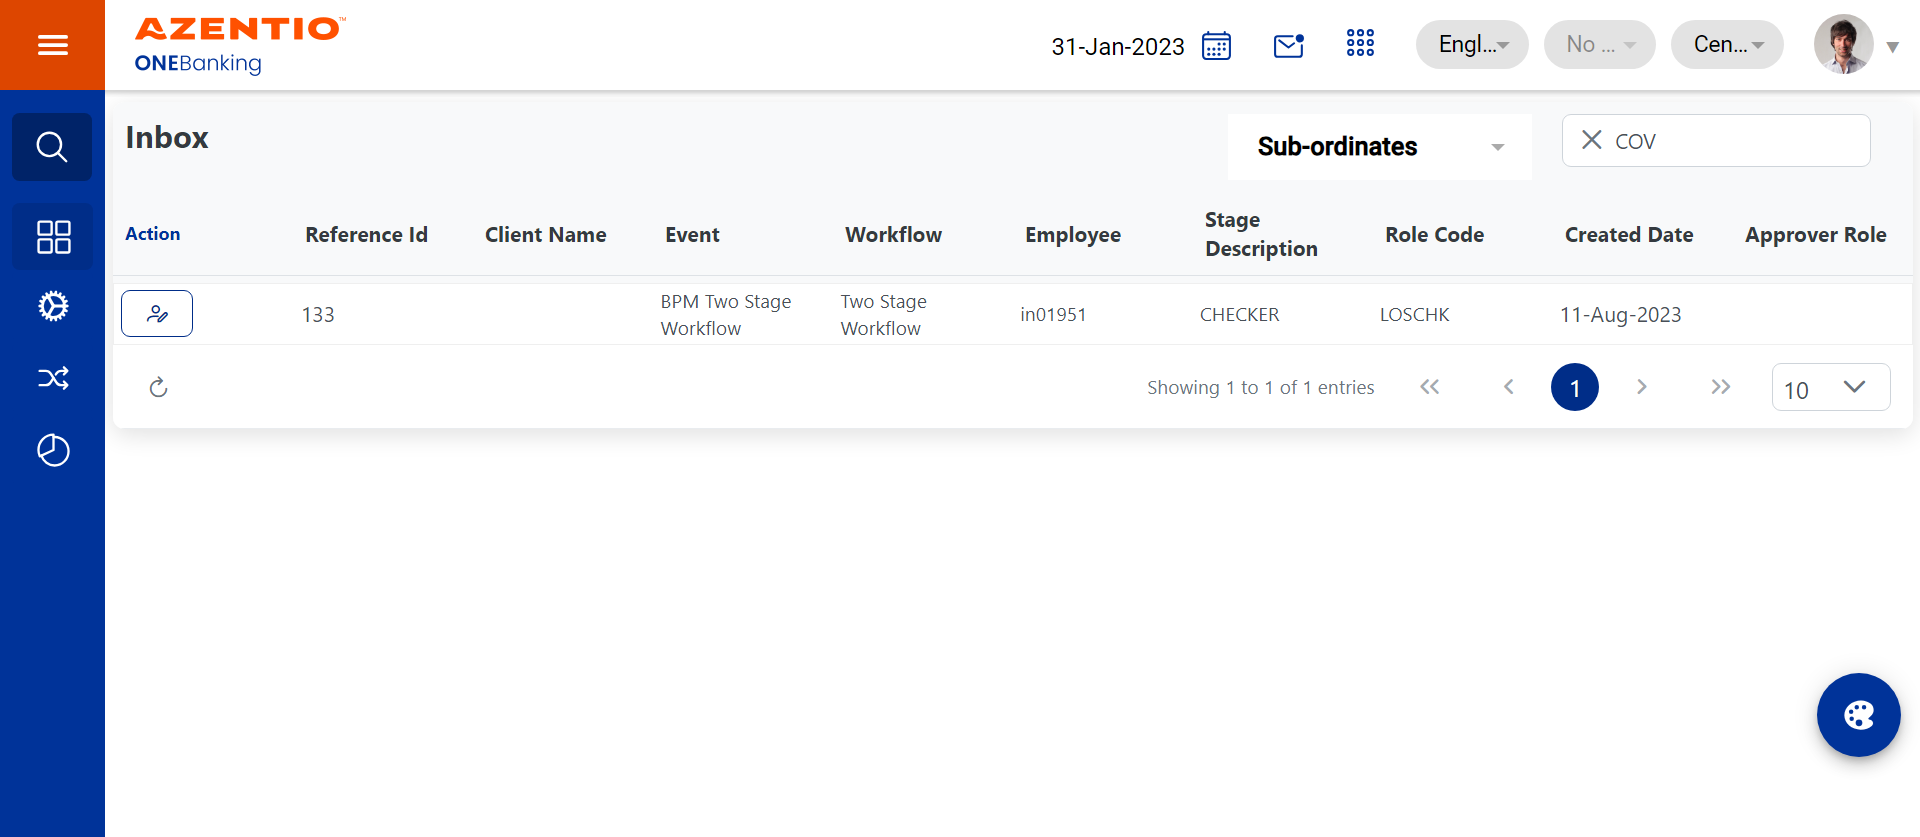 AZENTIO™
ONEBanking
31-Jan-2023
Engl...
No ...
Cen...
Inbox
Sub-ordinates
COV
Action
Reference Id
Client Name
Event
Workflow
Employee
Stage
Description
Role Code
Created Date
Approver Role
133
BPM Two Stage
Workflow
Two Stage
Workflow
in01951
CHECKER
LOSCHK
11-Aug-2023
Showing 1 to 1 of 1 entries
1
10